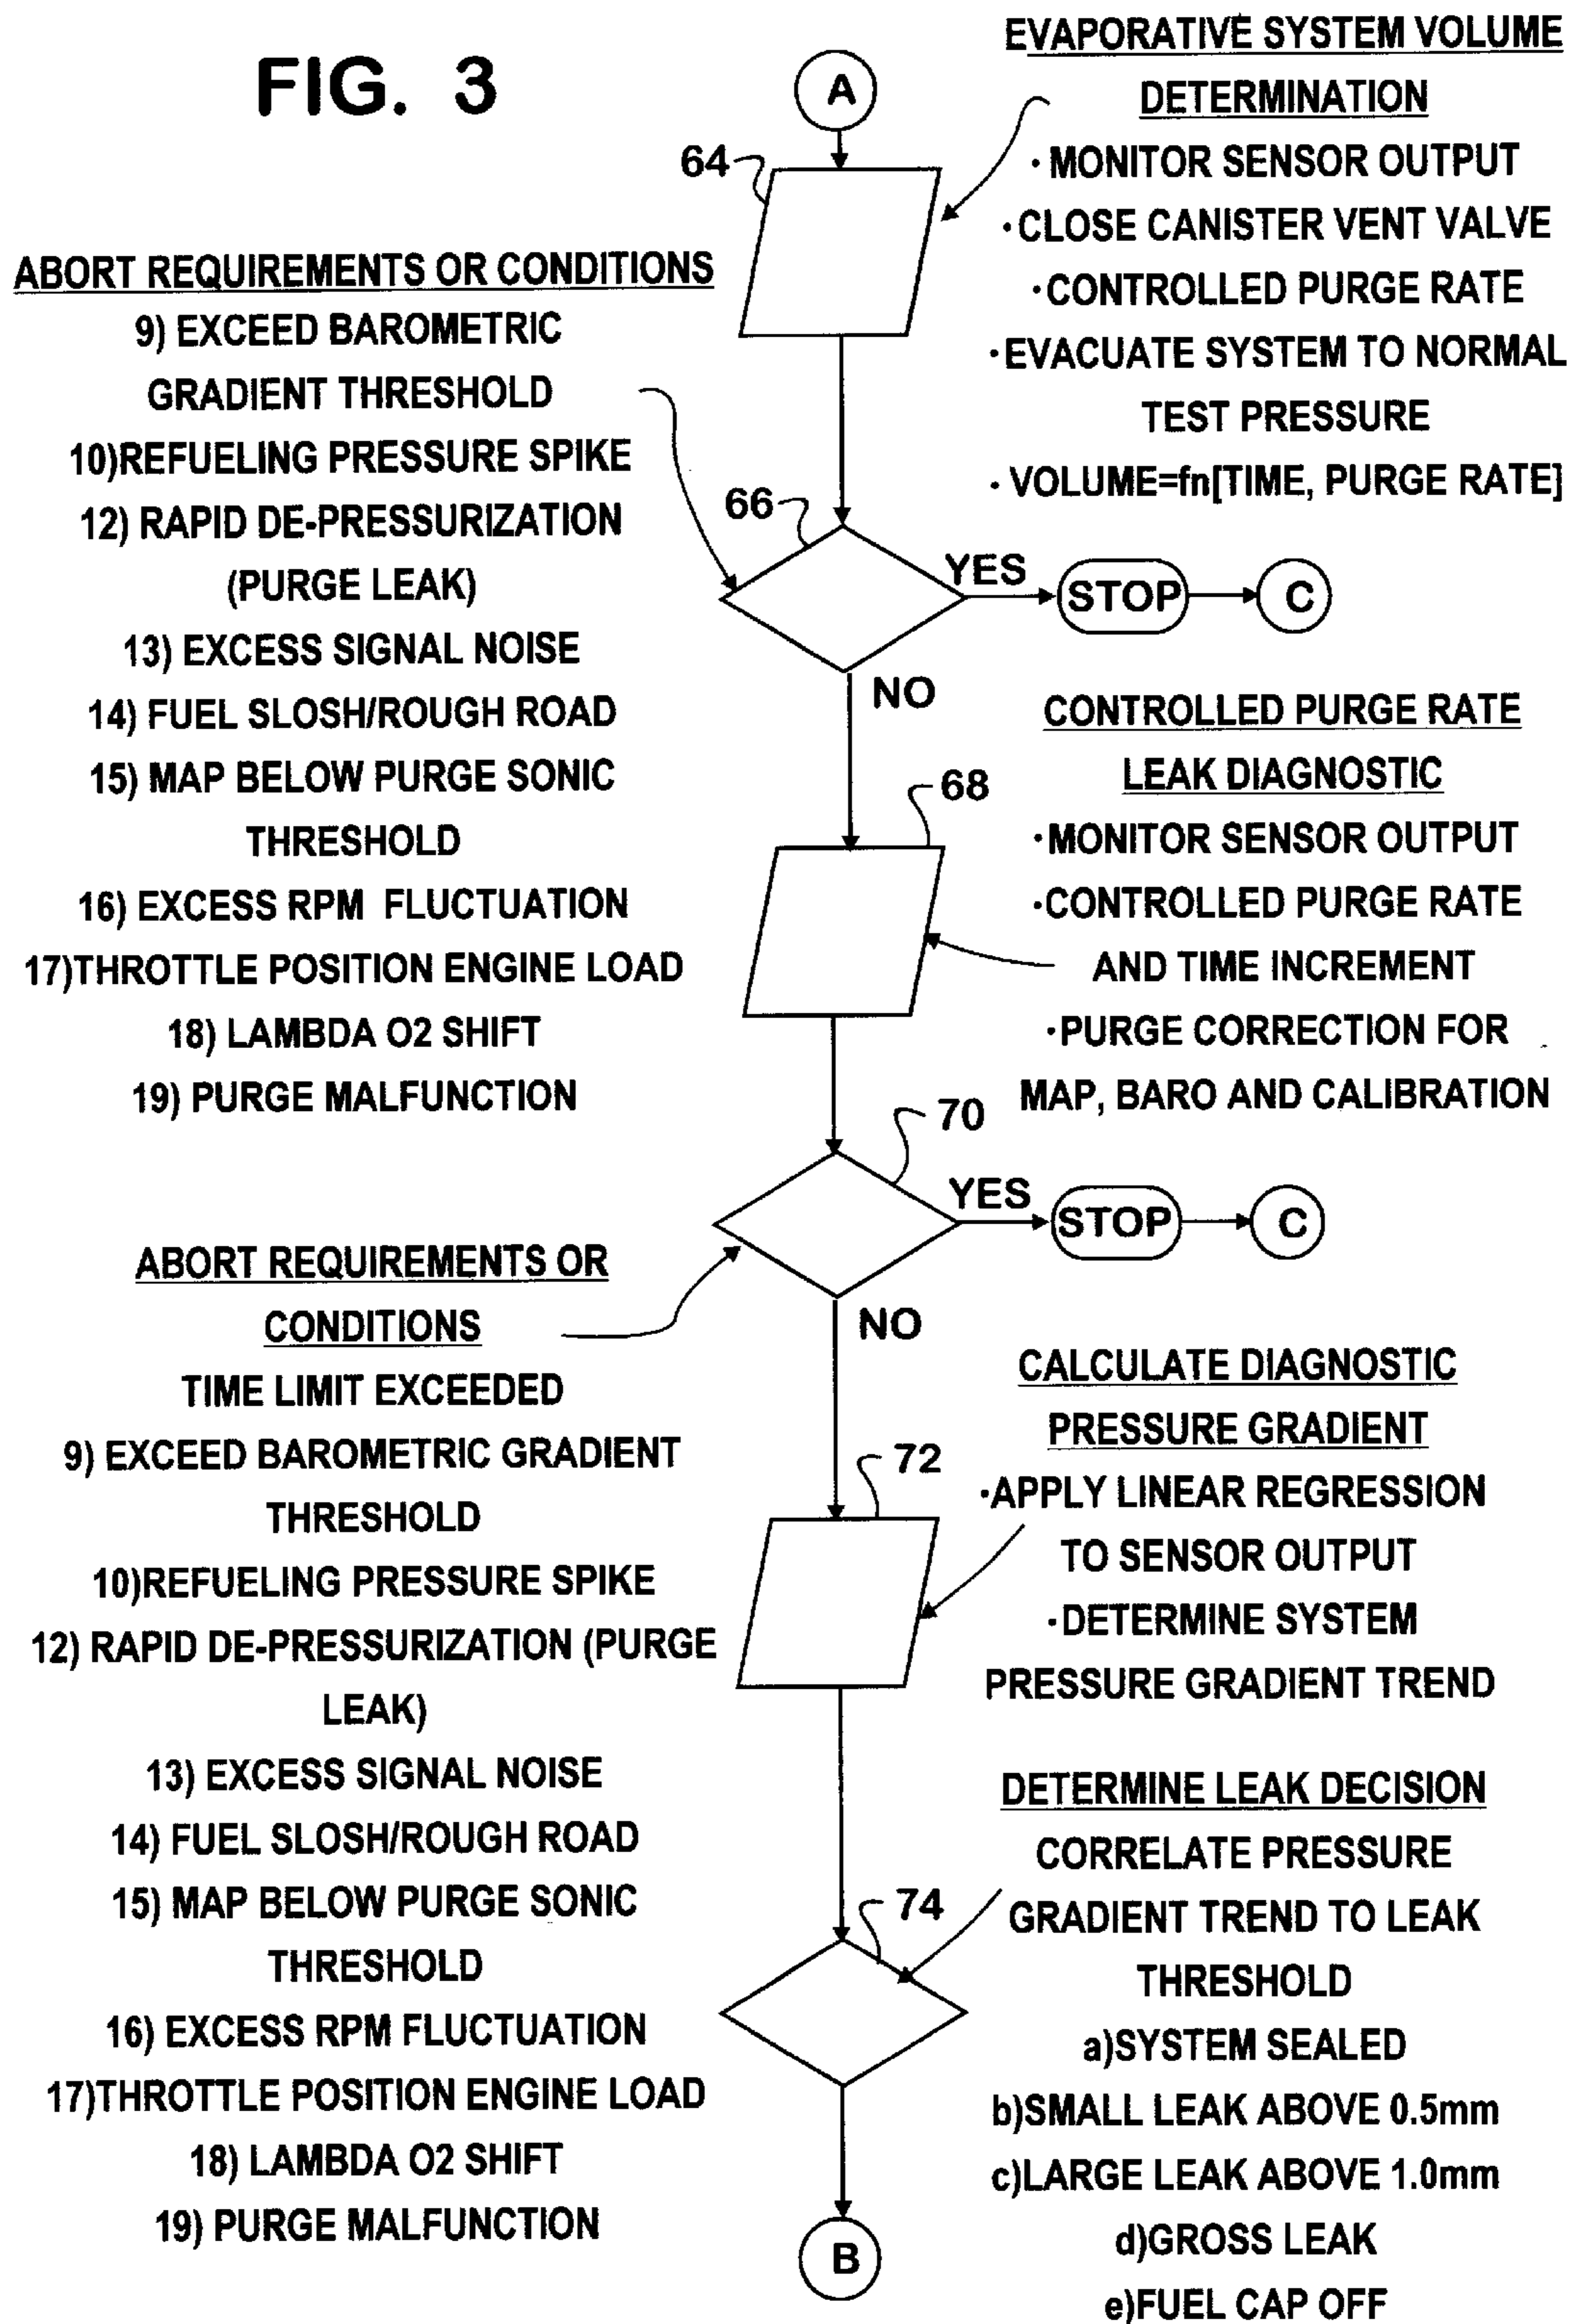 FIG. 3
A
64
EVAPORATIVE SYSTEM VOLUME
DETERMINATION
· MONITOR SENSOR OUTPUT
· CLOSE CANISTER VENT VALVE
· CONTROLLED PURGE RATE
· EVACUATE SYSTEM TO NORMAL
TEST PRESSURE
· VOLUME=fn[TIME, PURGE RATE]
ABORT REQUIREMENTS OR CONDITIONS
9) EXCEED BAROMETRIC
GRADIENT THRESHOLD
10)REFUELING PRESSURE SPIKE
12) RAPID DE-PRESSURIZATION
(PURGE LEAK)
13) EXCESS SIGNAL NOISE
14) FUEL SLOSH/ROUGH ROAD
15) MAP BELOW PURGE SONIC
THRESHOLD
16) EXCESS RPM FLUCTUATION
17)THROTTLE POSITION ENGINE LOAD
18) LAMBDA O2 SHIFT
19) PURGE MALFUNCTION
66
YES
STOP
C
NO
68
CONTROLLED PURGE RATE
LEAK DIAGNOSTIC
· MONITOR SENSOR OUTPUT
· CONTROLLED PURGE RATE
AND TIME INCREMENT
· PURGE CORRECTION FOR
MAP, BARO AND CALIBRATION
70
YES
STOP
C
NO
ABORT REQUIREMENTS OR
CONDITIONS
TIME LIMIT EXCEEDED
9) EXCEED BAROMETRIC GRADIENT
THRESHOLD
10)REFUELING PRESSURE SPIKE
12) RAPID DE-PRESSURIZATION (PURGE
LEAK)
13) EXCESS SIGNAL NOISE
14) FUEL SLOSH/ROUGH ROAD
15) MAP BELOW PURGE SONIC
THRESHOLD
16) EXCESS RPM FLUCTUATION
17)THROTTLE POSITION ENGINE LOAD
18) LAMBDA O2 SHIFT
19) PURGE MALFUNCTION
72
CALCULATE DIAGNOSTIC
PRESSURE GRADIENT
· APPLY LINEAR REGRESSION
TO SENSOR OUTPUT
· DETERMINE SYSTEM
PRESSURE GRADIENT TREND
74
DETERMINE LEAK DECISION
CORRELATE PRESSURE
GRADIENT TREND TO LEAK
THRESHOLD
a)SYSTEM SEALED
b)SMALL LEAK ABOVE 0.5mm
c)LARGE LEAK ABOVE 1.0mm
d)GROSS LEAK
e)FUEL CAP OFF
B